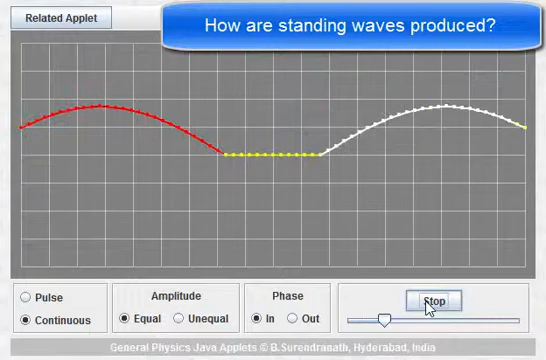 Related Applet
How are standing waves produced?
Pulse
Continuous
Amplitude
Equal Unequal
Phase
In Out
Stop
General Physics Java Applets © B.Surendranath, Hyderabad, India